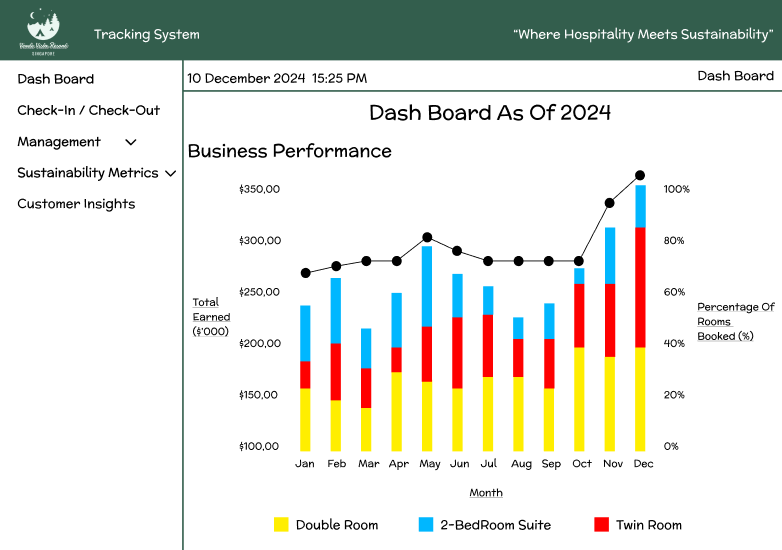 Vanda Vista Resorts
SINGAPORE
Tracking System
“Where Hospitality Meets Sustainability”
Dash Board
Check-In / Check-Out
Management
Sustainability Metrics
Customer Insights
10 December 2024  15:25 PM
Dash Board
Dash Board As Of 2024
Business Performance
$350,00
$300,00
$250,00
$200,00
$150,00
$100,00
Total
Earned
($'000)
100%
80%
60%
40%
20%
0%
Percentage Of
Rooms
Booked (%)
Jan Feb Mar Apr May Jun Jul Aug Sep Oct Nov Dec
Month
Double Room
2-BedRoom Suite
Twin Room